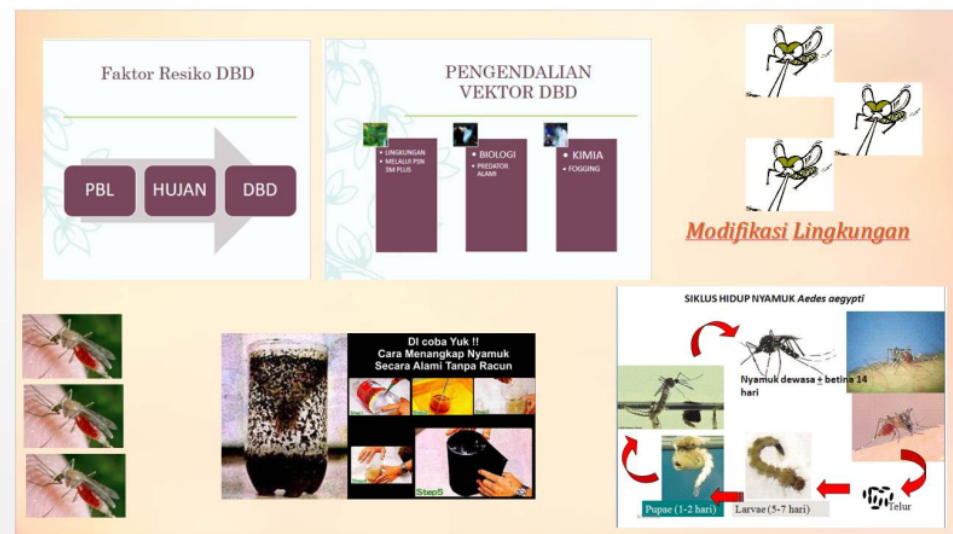 Faktor Resiko DBD
PBL
HUJAN
DBD
PENGENDALIAN
VEKTOR DBD
• LINGKUNGAN
• MELALUI PSN
3M PLUS
• BIOLOGI
• PREDATOR
ALAMI
• KIMIA
• FOGGING
Modifikasi Lingkungan
DI coba Yuk !!
Cara Menangkap Nyamuk
Secara Alami Tanpa Racun
Step5
SIKLUS HIDUP NYAMUK Aedes aegypti
Nyamuk dewasa + betina 14
hari
Pupae (1-2 hari)
Larvae (5-7 hari)
Telur